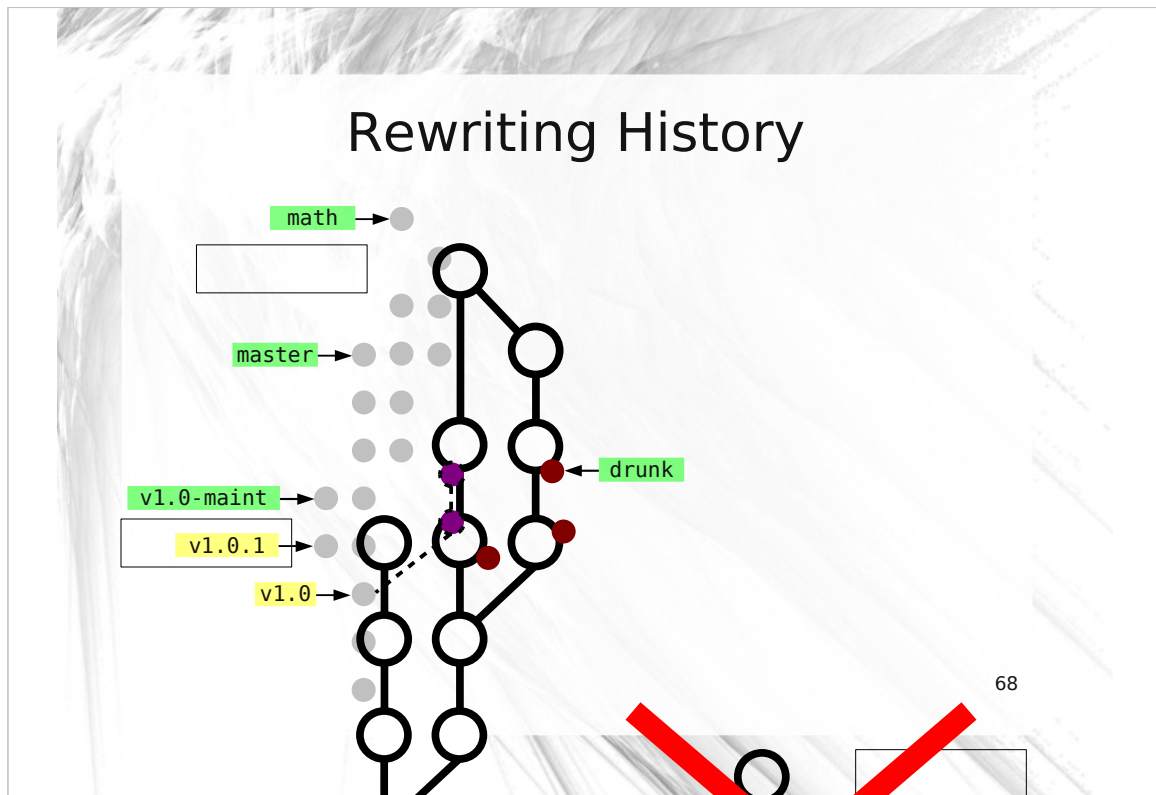 Rewriting History
math
master
drunk
v1.0-maint
v1.0.1
v1.0
68